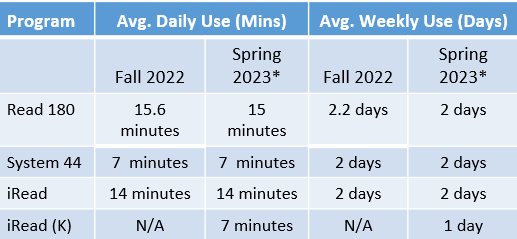 Program Avg. Daily Use (Mins) Avg. Weekly Use (Days)
Fall 2022 Spring 2023* Fall 2022 Spring 2023*
Read 180 15.6 minutes 15 minutes 2.2 days 2 days
System 44 7 minutes 7 minutes 2 days 2 days
iRead 14 minutes 14 minutes 2 days 2 days
iRead (K) N/A 7 minutes N/A 1 day